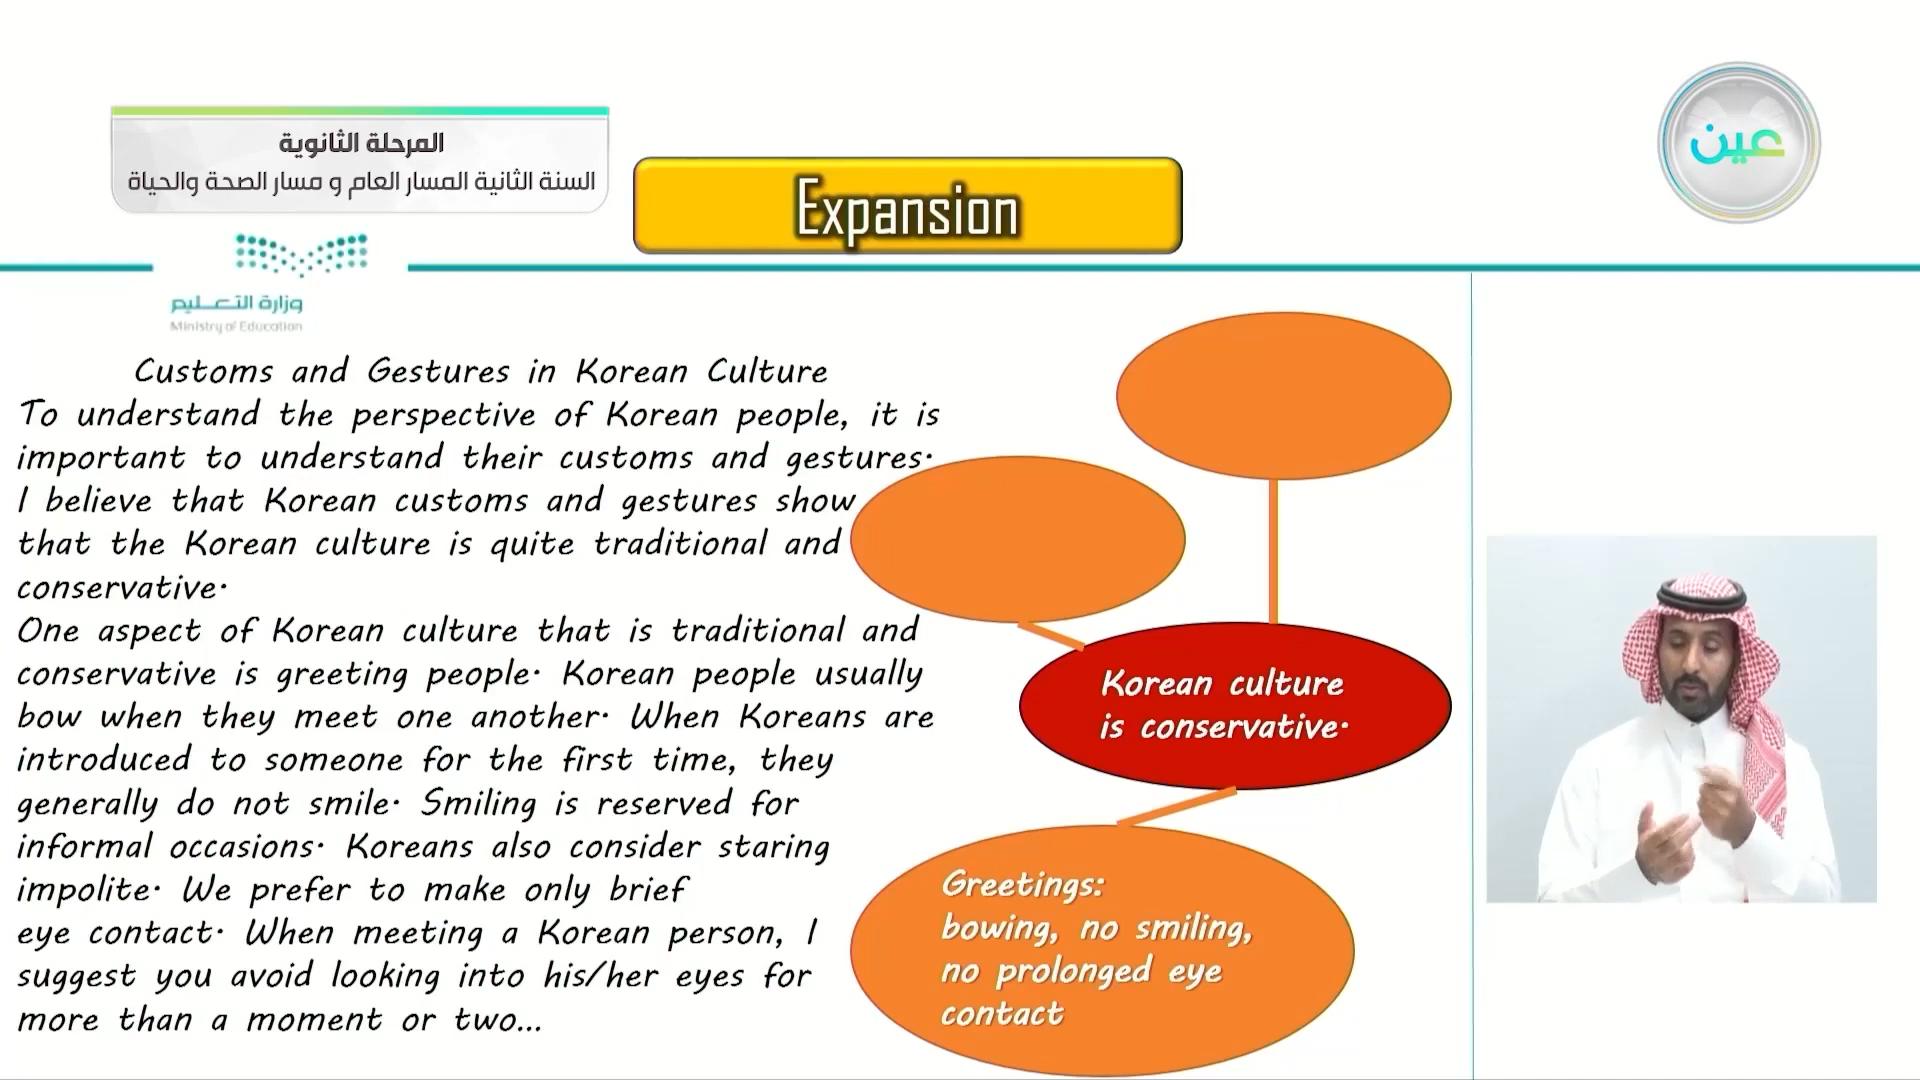 المرحلة الثانوية
السنة الثانية المسار العام و مسار الصحة والحياة
عين
Expansion
وزارة التعليم
Ministry of Education
Customs and Gestures in Korean Culture
To understand the perspective of Korean people, it is
important to understand their customs and gestures.
I believe that Korean customs and gestures show
that the Korean culture is quite traditional and
conservative.
One aspect of Korean culture that is traditional and
conservative is greeting people. Korean people usually
bow when they meet one another. When Koreans are
introduced to someone for the first time, they
generally do not smile. Smiling is reserved for
informal occasions. Koreans also consider staring
impolite. We prefer to make only brief
eye contact. When meeting a Korean person, I
suggest you avoid looking into his/her eyes for
more than a moment or two...
Korean culture
is conservative.
Greetings:
bowing, no smiling,
no prolonged eye
contact